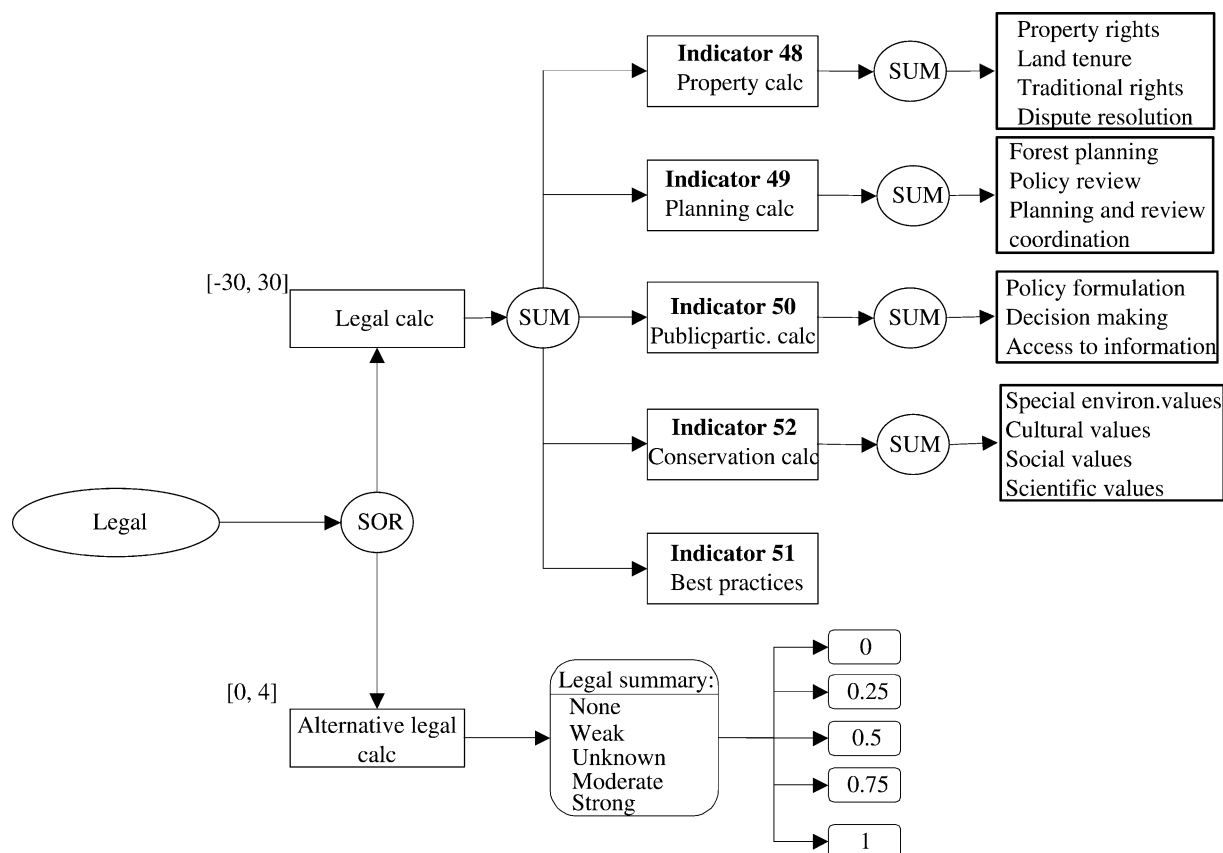 Indicator 48
Property calc
SUM
Property rights
Land tenure
Traditional rights
Dispute resolution
Indicator 49
Planning calc
SUM
Forest planning
Policy review
Planning and review
coordination
[-30, 30]
Legal calc
SUM
Indicator 50
Publicpartic. calc
SUM
Policy formulation
Decision making
Access to information
Indicator 52
Conservation calc
SUM
Special environ.values
Cultural values
Social values
Scientific values
Legal
SOR
Indicator 51
Best practices
[0, 4]
Alternative legal
calc
Legal summary:
None
Weak
Unknown
Moderate
Strong
0
0.25
0.5
0.75
1